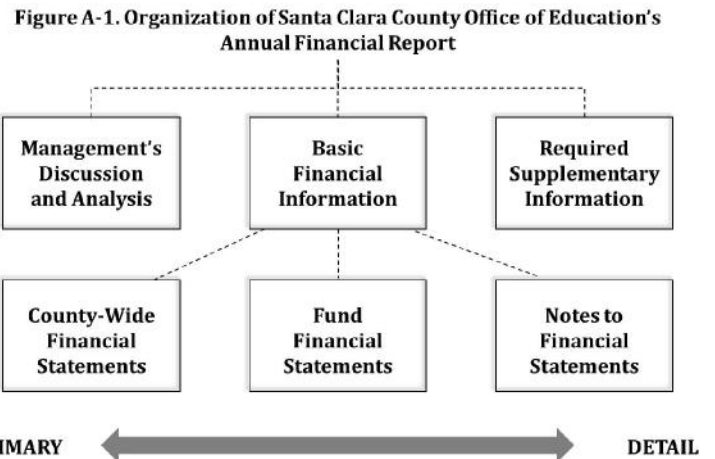 Figure A-1. Organization of Santa Clara County Office of Education's
Annual Financial Report
Management's
Discussion
and Analysis
Basic
Financial
Information
Required
Supplementary
Information
County-Wide
Financial
Statements
Fund
Financial
Statements
Notes to
Financial
Statements
DETAIL